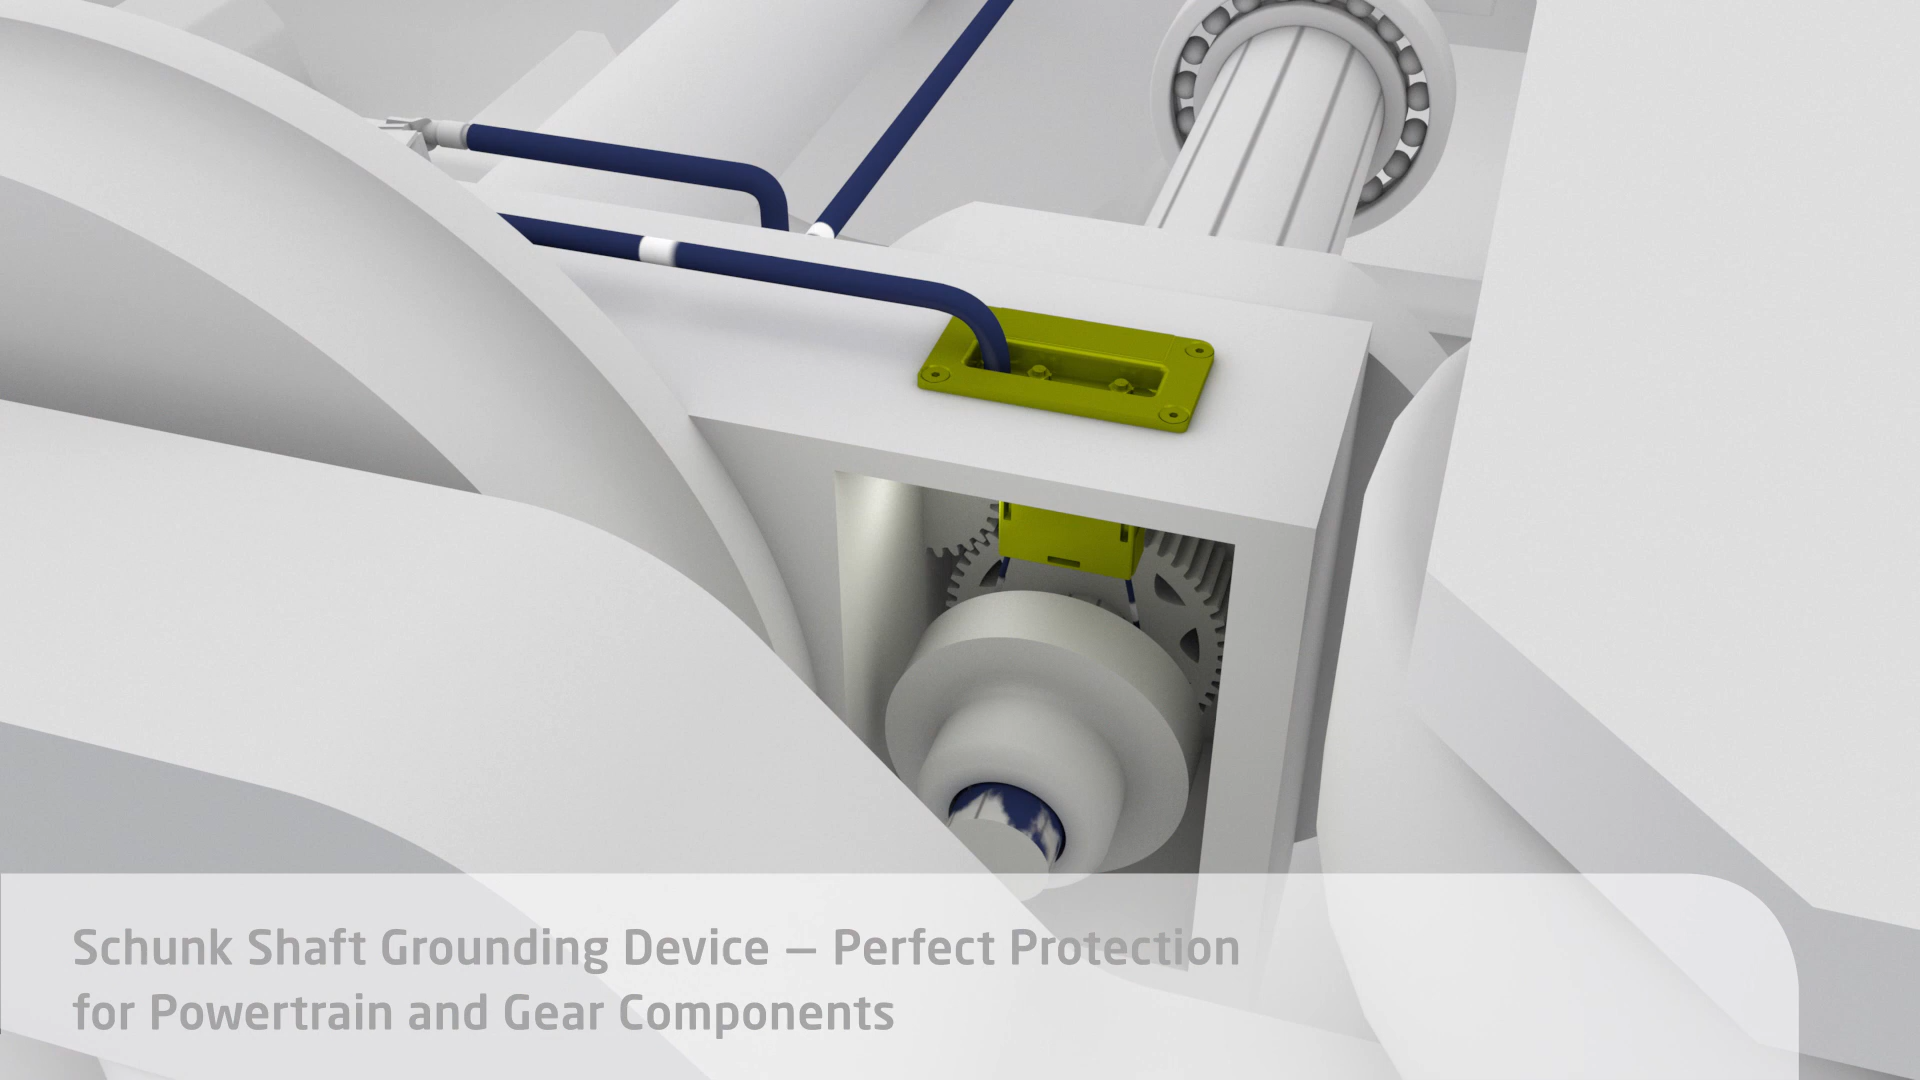 Schunk Shaft Grounding Device – Perfect Protection
for Powertrain and Gear Components